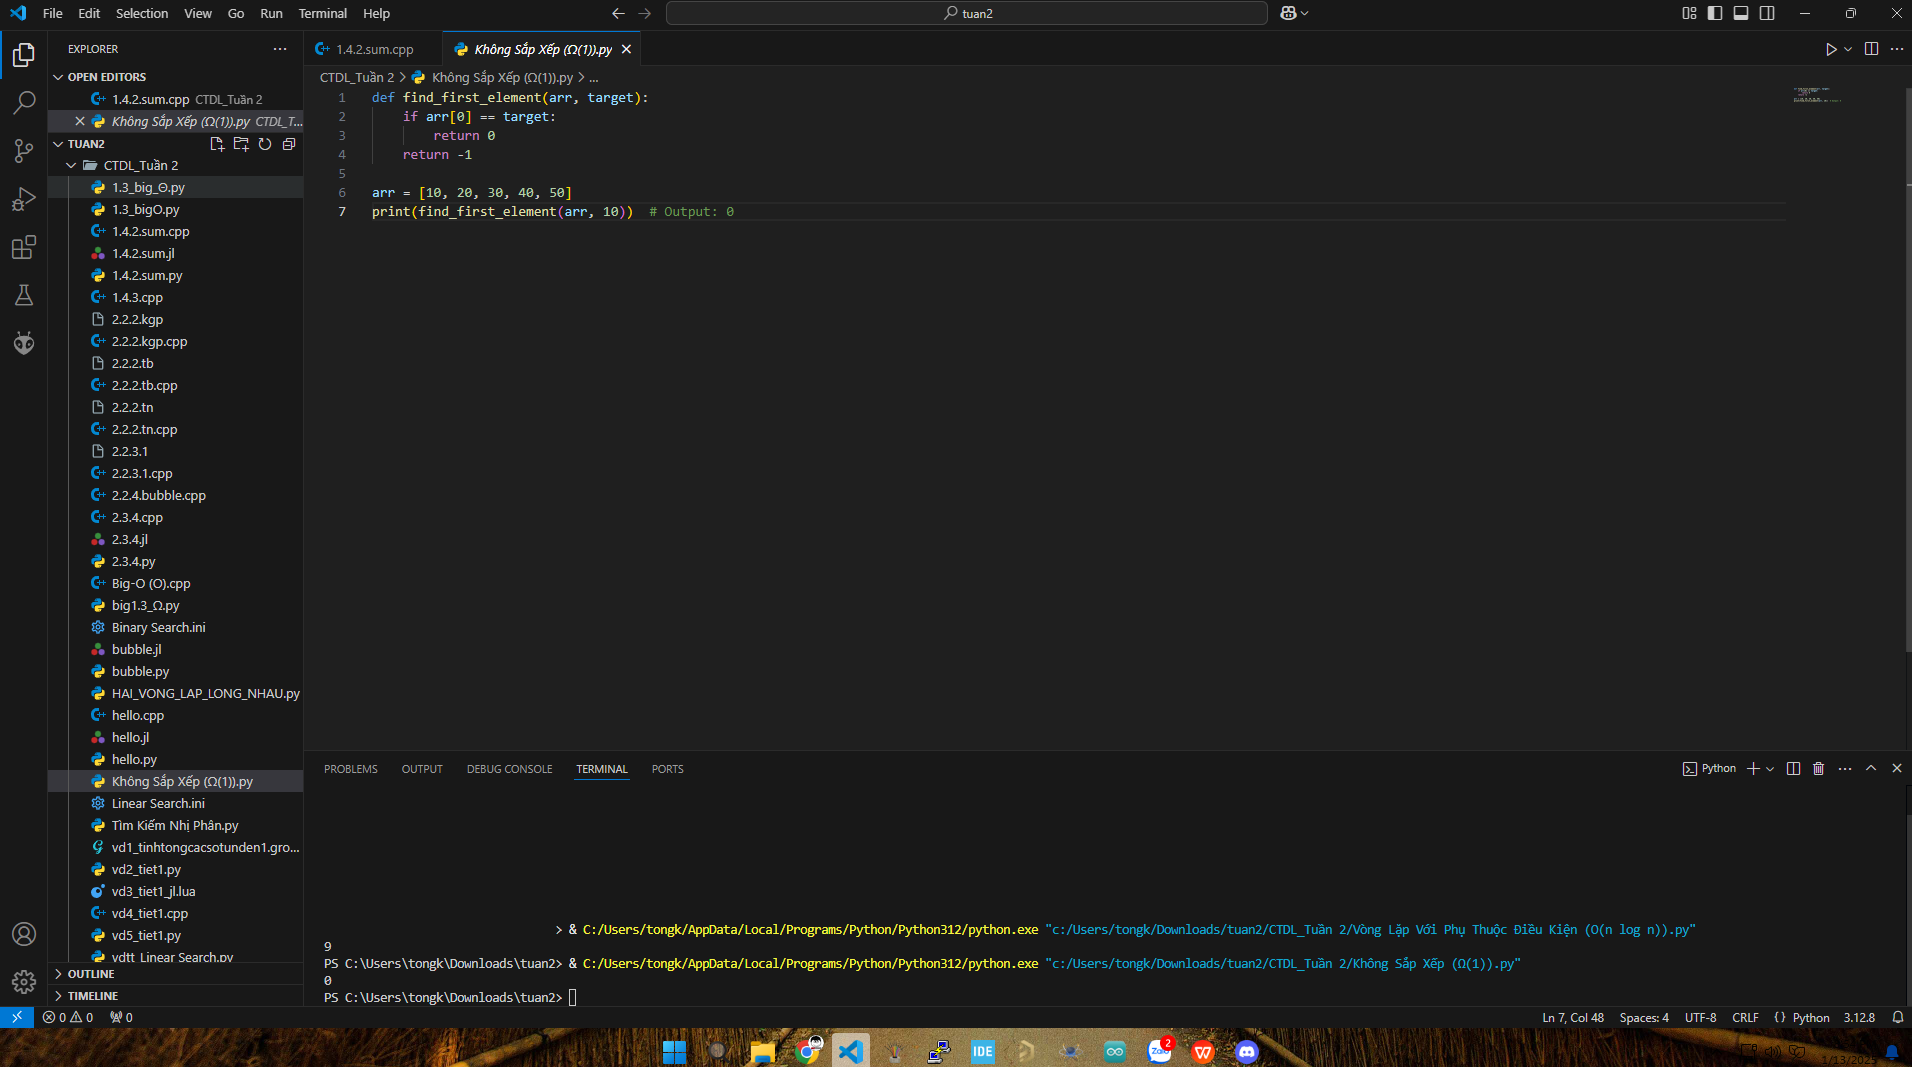 File Edit Selection View Go Run Terminal Help
tuan2
EXPLORER
OPEN EDITORS
1.4.2.sum.cpp CTDL_Tuần 2
Không Sắp Xếp (Ω(1)).py CTDL_T...
TUAN2
CTDL_Tuần 2
1.3_big_Θ.py
1.3_bigO.py
1.4.2.sum.cpp
1.4.2.sum.jl
1.4.2.sum.py
1.4.3.cpp
2.2.2.kgp
2.2.2.kgp.cpp
2.2.2.tb
2.2.2.tb.cpp
2.2.2.tn
2.2.2.tn.cpp
2.2.3.1
2.2.3.1.cpp
2.2.4.bubble.cpp
2.3.4.cpp
2.3.4.jl
2.3.4.py
Big-O (O).cpp
big1.3_Ω.py
Binary Search.ini
bubble.jl
bubble.py
HAI_VONG_LAP_LONG_NHAU.py
hello.cpp
hello.jl
hello.py
Không Sắp Xếp (Ω(1)).py
Linear Search.ini
Tìm Kiếm Nhị Phân.py
vd1_tinhtongcacsotunden1.gro...
vd2_tiet1.py
vd3_tiet1_jl.lua
vd4_tiet1.cpp
vd5_tiet1.py
vdtt_Linear Search.py
OUTLINE
TIMELINE
1.4.2.sum.cpp
Không Sắp Xếp (Ω(1)).py
CTDL_Tuần 2 > Không Sắp Xếp (Ω(1)).py > ...
1 def find_first_element(arr, target):
2 if arr[0] == target:
3 return 0
4 return -1
5
6 arr = [10, 20, 30, 40, 50]
7 print(find_first_element(arr, 10)) # Output: 0
PROBLEMS OUTPUT DEBUG CONSOLE TERMINAL PORTS
Python
> & C:/Users/tongk/AppData/Local/Programs/Python/Python312/python.exe "c:/Users/tongk/Downloads/tuan2/CTDL_Tuần 2/Vòng Lặp Với Phụ Thuộc Điều Kiện (O(n log n)).py"
9
PS C:\Users\tongk\Downloads\tuan2> & C:/Users/tongk/AppData/Local/Programs/Python/Python312/python.exe "c:/Users/tongk/Downloads/tuan2/CTDL_Tuần 2/Không Sắp Xếp (Ω(1)).py"
0
PS C:\Users\tongk\Downloads\tuan2>
0 0 0
Ln 7, Col 48 Spaces: 4 UTF-8 CRLF {} Python 3.12.8
IDE
Zalo
2